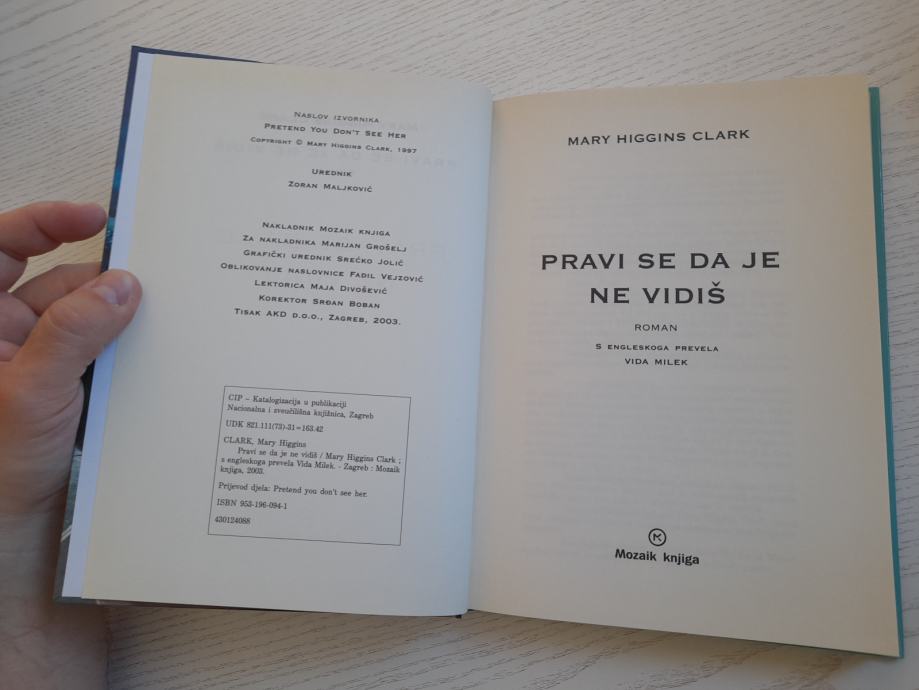 NASLOV IZVORNIKA
PRETEND YOU DON'T SEE HER
COPYRIGHT © MARY HIGGINS CLARK, 1997
UREDNIK
ZORAN MALJKOVIĆ
NAKLADNIK MOZAIK KNJIGA
ZA NAKLADNIKA MARIJAN GROŠELJ
GRAFIČKI UREDNIK SREĆKO JOLIĆ
OBLIKOVANJE NASLOVNICE FADIL VEJZOVIĆ
LEKTORICA MAJA DIVOŠEVIĆ
KOREKTOR SRĐAN BOBAN
TISAK AKD D.O.O., ZAGREB, 2003.
CIP – Katalogizacija u publikaciji
Nacionalna i sveučilišna knjižnica, Zagreb
UDK 821.111(73)-31=163.42
CLARK, Mary Higgins
Pravi se da je ne vidiš / Mary Higgins Clark ;
s engleskoga prevela Vida Milek. - Zagreb : Mozaik
knjiga, 2003.
Prijevod djela: Pretend you don't see her.
ISBN 953-196-094-1
430124088
MARY HIGGINS CLARK
PRAVI SE DA JE
NE VIDIŠ
ROMAN
S ENGLESKOGA PREVELA
VIDA MILEK
Mozaik knjiga